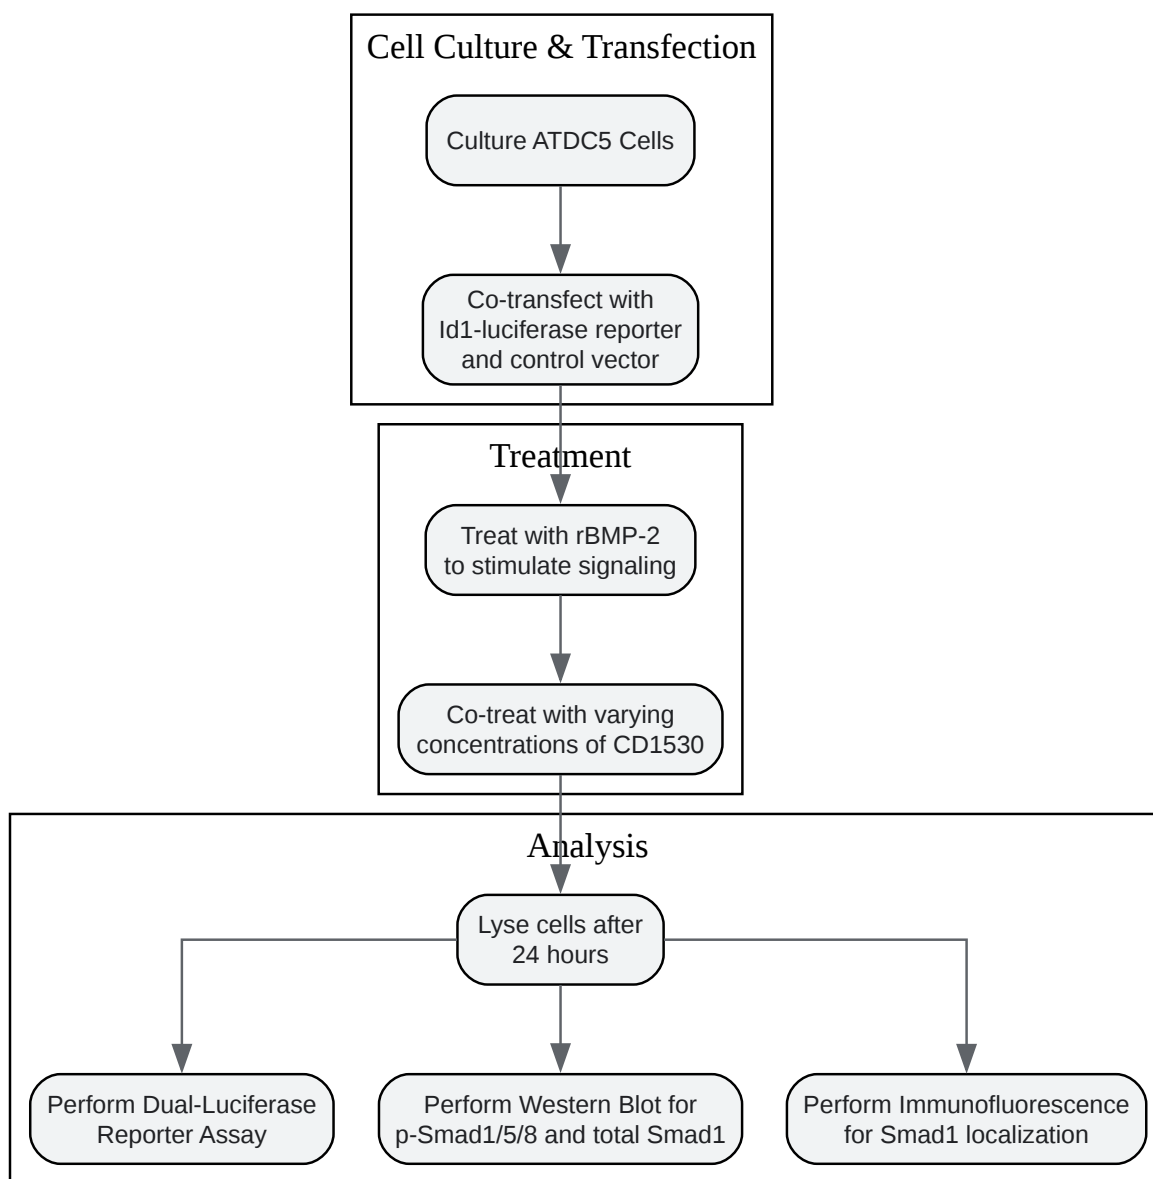 Cell Culture & Transfection
Culture ATDC5 Cells
Co-transfect with
Id1-luciferase reporter
and control vector
Treatment
Treat with rBMP-2
to stimulate signaling
Co-treat with varying
concentrations of CD1530
Analysis
Lyse cells after
24 hours
Perform Dual-Luciferase
Reporter Assay
Perform Western Blot for
p-Smad1/5/8 and total Smad1
Perform Immunofluorescence
for Smad1 localization